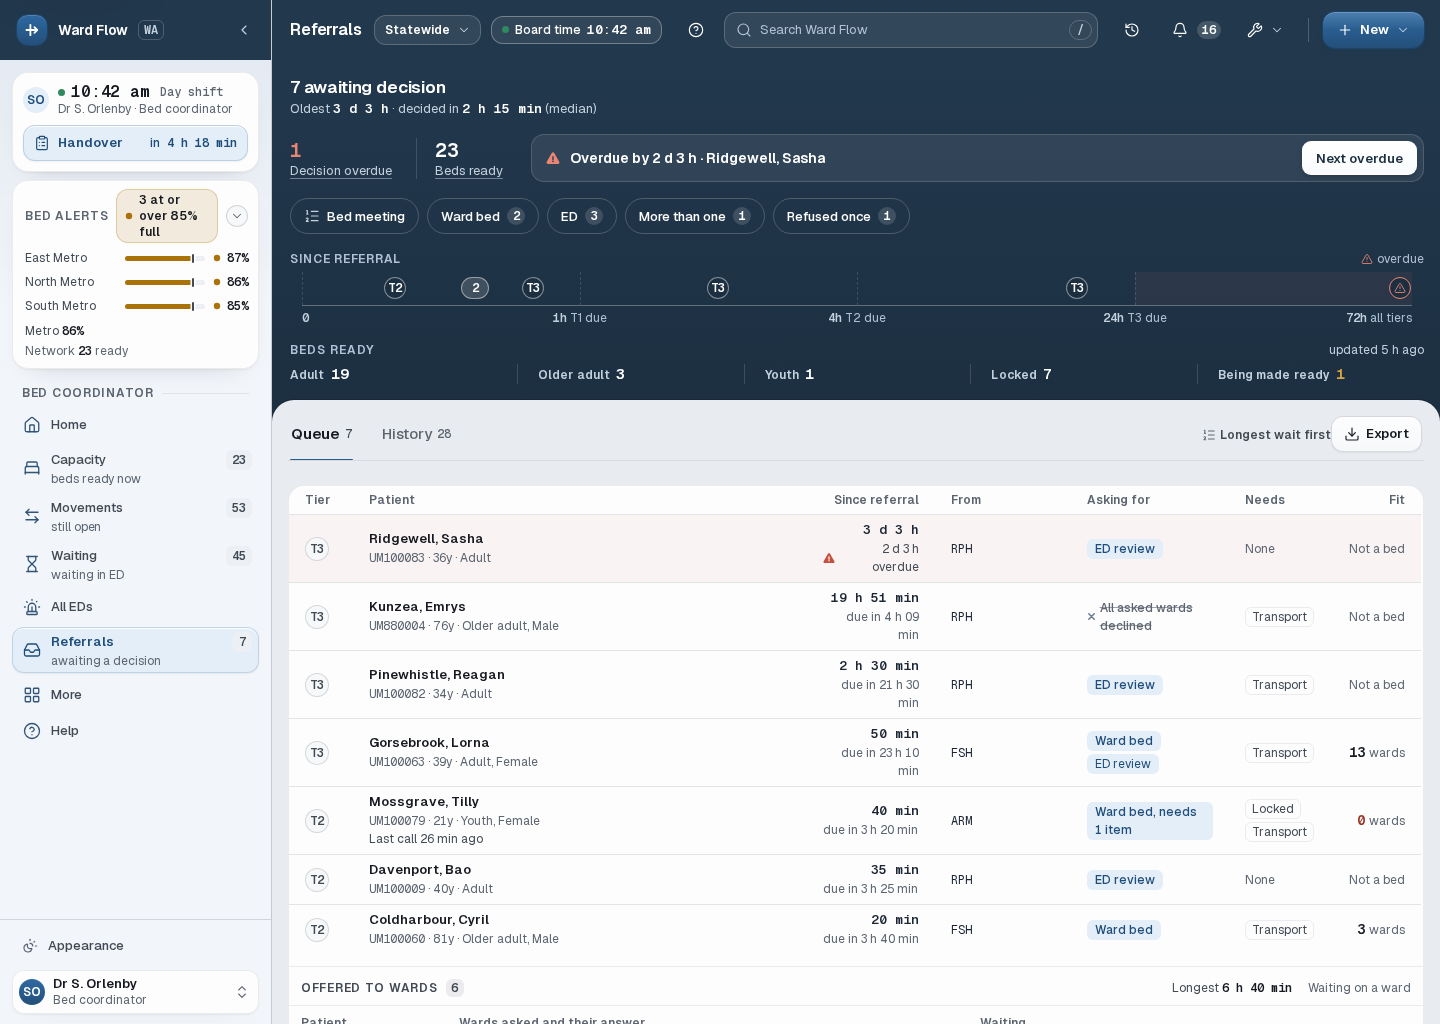 Ward Flow WA
SO 10:42 am Day shift
Dr S. Orlenby · Bed coordinator
Handover in 4 h 18 min
BED ALERTS 3 at or over 85% full
East Metro 87%
North Metro 86%
South Metro 85%
Metro 86%
Network 23 ready
BED COORDINATOR
Home
Capacity 23
beds ready now
Movements 53
still open
Waiting 45
waiting in ED
All EDs
Referrals 7
awaiting a decision
More
Help
Appearance
SO Dr S. Orlenby
Bed coordinator
Referrals Statewide Board time 10:42 am Search Ward Flow / 16 New
7 awaiting decision
Oldest 3 d 3 h · decided in 2 h 15 min (median)
1 Decision overdue
23 Beds ready
Overdue by 2 d 3 h · Ridgewell, Sasha Next overdue
Bed meeting Ward bed 2 ED 3 More than one 1 Refused once 1
SINCE REFERRAL overdue
T2 2 T3 T3 T3
0 1h T1 due 4h T2 due 24h T3 due 72h all tiers
BEDS READY updated 5 h ago
Adult 19 Older adult 3 Youth 1 Locked 7 Being made ready 1
Queue 7 History 28 Longest wait first Export
Tier Patient Since referral From Asking for Needs Fit
T3 Ridgewell, Sasha 3 d 3 h RPH ED review None Not a bed
UM100083 · 36y · Adult 2 d 3 h overdue
T3 Kunzea, Emrys 19 h 51 min RPH All asked wards declined Transport Not a bed
UM880004 · 76y · Older adult, Male due in 4 h 09 min
T3 Pinewhistle, Reagan 2 h 30 min RPH ED review Transport Not a bed
UM100082 · 34y · Adult due in 21 h 30 min
T3 Gorsebrook, Lorna 50 min FSH Ward bed ED review Transport 13 wards
UM100063 · 39y · Adult, Female due in 23 h 10 min
T2 Mossgrave, Tilly 40 min ARM Ward bed, needs 1 item Locked Transport 0 wards
UM100079 · 21y · Youth, Female due in 3 h 20 min
Last call 26 min ago
T2 Davenport, Bao 35 min RPH ED review None Not a bed
UM100009 · 40y · Adult due in 3 h 25 min
T2 Coldharbour, Cyril 20 min FSH Ward bed Transport 3 wards
UM100060 · 81y · Older adult, Male due in 3 h 40 min
OFFERED TO WARDS 6 Longest 6 h 40 min Waiting on a ward
Patient Wards asked and their answer Waiting